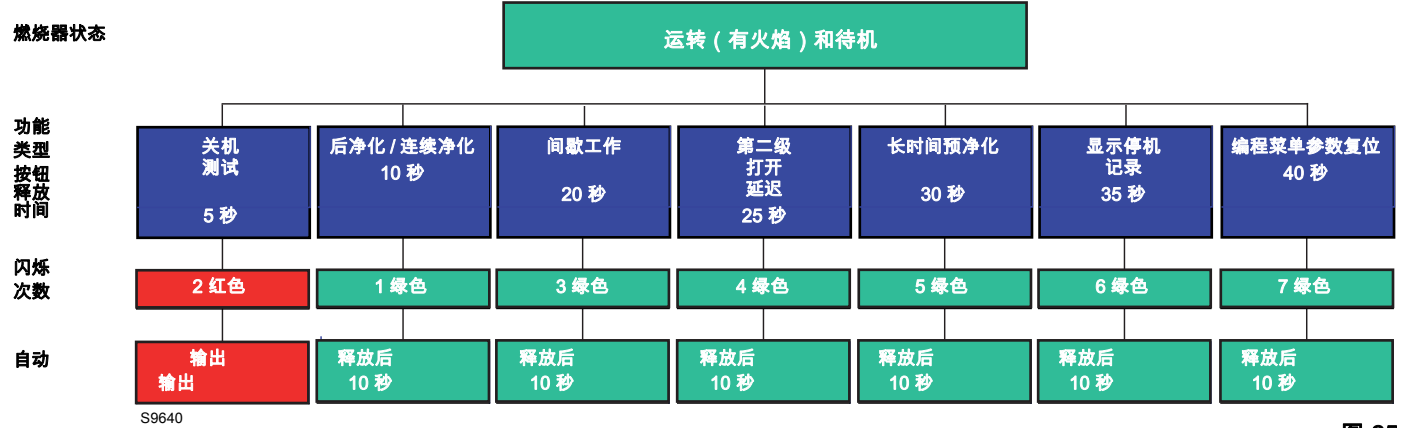 燃烧器状态
运转（有火焰）和待机
功能
类型
按钮
释放
时间
关机
测试
5 秒
后净化 / 连续净化
10 秒
间歇工作
20 秒
第二级
打开
延迟
25 秒
长时间预净化
30 秒
显示停机
记录
35 秒
编程菜单参数复位
40 秒
闪烁
次数
2 红色
1 绿色
3 绿色
4 绿色
5 绿色
6 绿色
7 绿色
自动
输出
输出
释放后
10 秒
释放后
10 秒
释放后
10 秒
释放后
10 秒
释放后
10 秒
释放后
10 秒
S9640